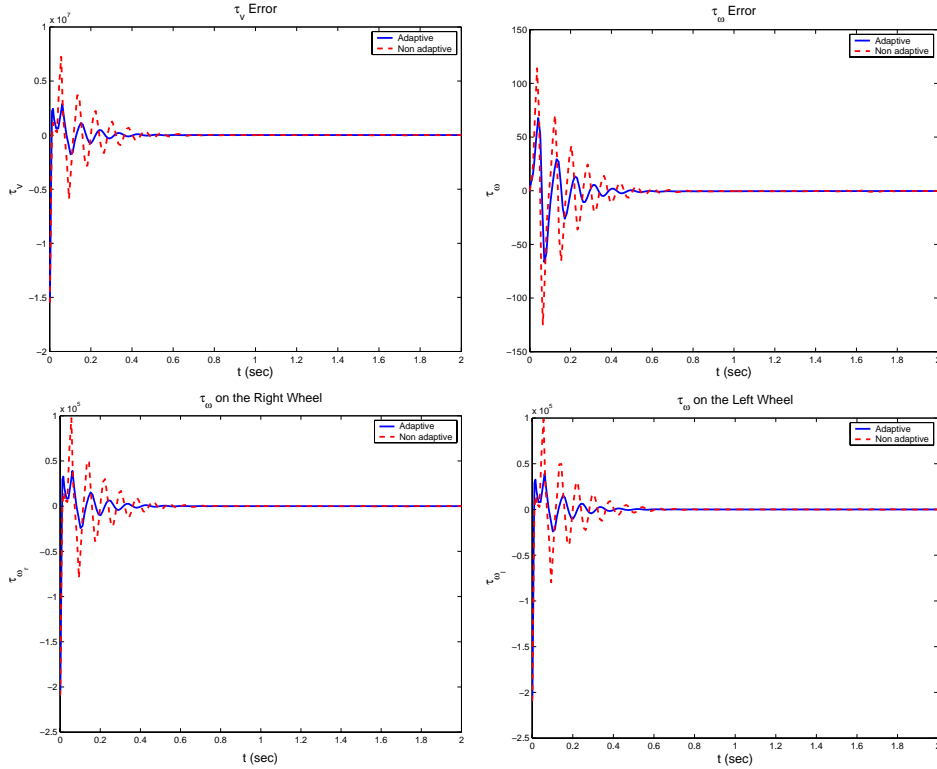 τv Error
x 10^7
1
0.5
0
−0.5
−1
−1.5
−2
τv
0 0.2 0.4 0.6 0.8 1 1.2 1.4 1.6 1.8 2
t (sec)
Adaptive
Non adaptive
τω Error
150
100
50
0
−50
−100
−150
τω
0 0.2 0.4 0.6 0.8 1 1.2 1.4 1.6 1.8 2
t (sec)
Adaptive
Non adaptive
τω on the Right Wheel
x 10^5
1
0.5
0
−0.5
−1
−1.5
−2
−2.5
τωr
0 0.2 0.4 0.6 0.8 1 1.2 1.4 1.6 1.8 2
t (sec)
Adaptive
Non adaptive
τω on the Left Wheel
x 10^5
1
0.5
0
−0.5
−1
−1.5
−2
−2.5
τωl
0 0.2 0.4 0.6 0.8 1 1.2 1.4 1.6 1.8 2
t (sec)
Adaptive
Non adaptive